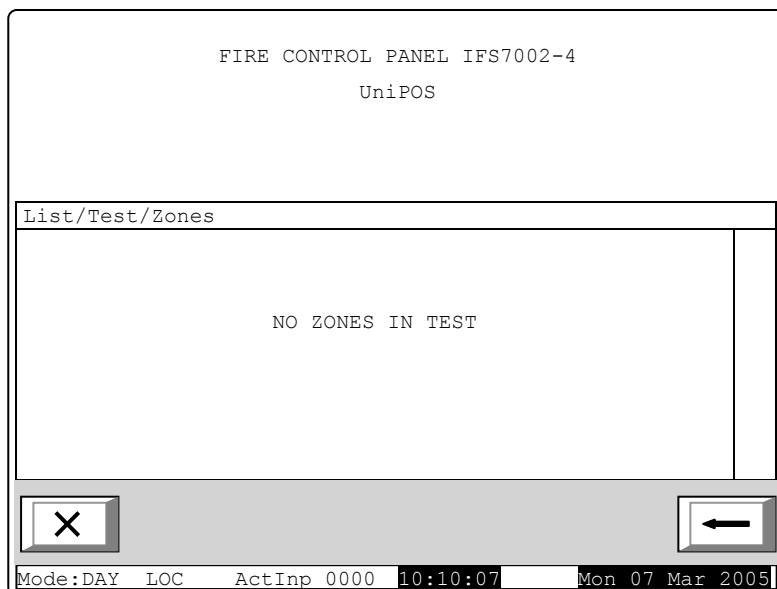 FIRE CONTROL PANEL IFS7002-4
UniPOS
List/Test/Zones
NO ZONES IN TEST
Mode:DAY LOC ActInp 0000 10:10:07 Mon 07 Mar 2005